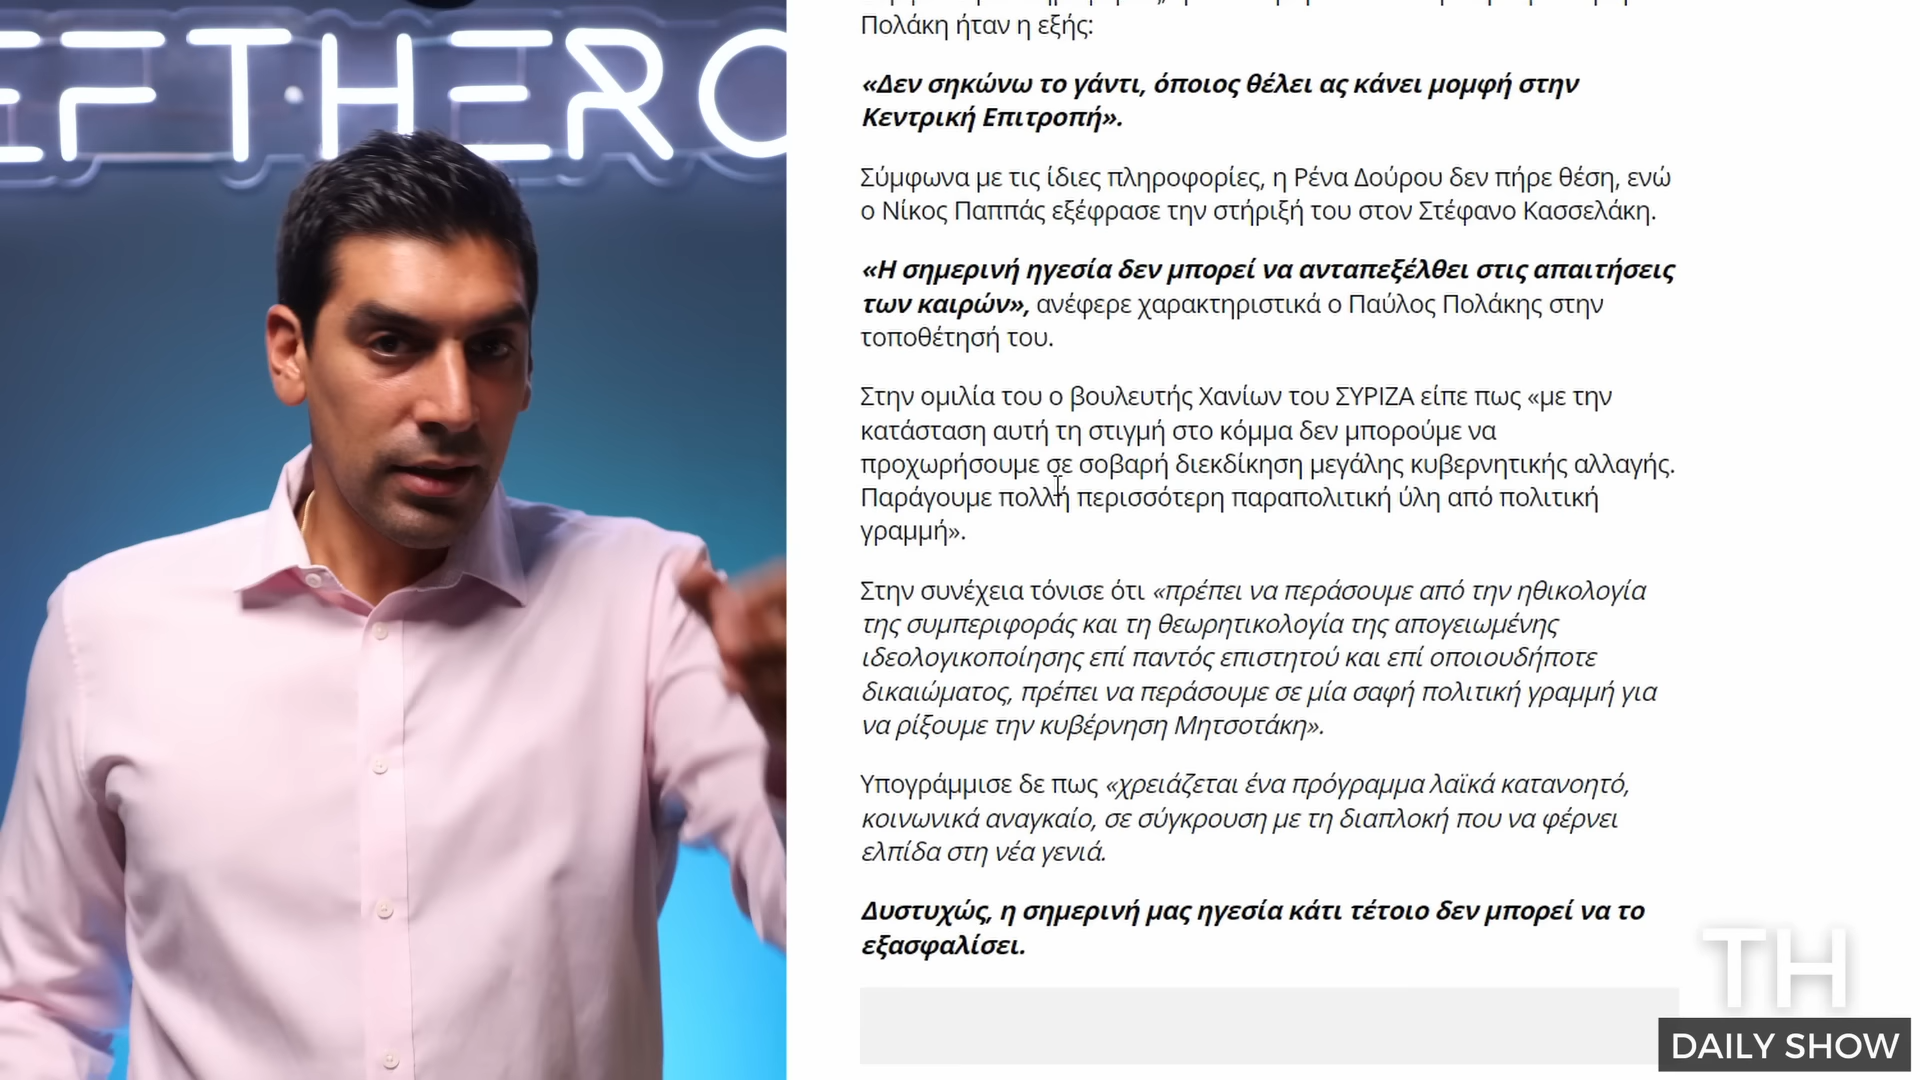 EFTHERO
Πολάκη ήταν η εξής:
«Δεν σηκώνω το γάντι, όποιος θέλει ας κάνει μομφή στην
Κεντρική Επιτροπή».
Σύμφωνα με τις ίδιες πληροφορίες, η Ρένα Δούρου δεν πήρε θέση, ενώ
ο Νίκος Παππάς εξέφρασε την στήριξή του στον Στέφανο Κασσελάκη.
«Η σημερινή ηγεσία δεν μπορεί να ανταπεξέλθει στις απαιτήσεις
των καιρών», ανέφερε χαρακτηριστικά ο Παύλος Πολάκης στην
τοποθέτησή του.
Στην ομιλία του ο βουλευτής Χανίων του ΣΥΡΙΖΑ είπε πως «με την
κατάσταση αυτή τη στιγμή στο κόμμα δεν μπορούμε να
προχωρήσουμε σε σοβαρή διεκδίκηση μεγάλης κυβερνητικής αλλαγής.
Παράγουμε πολλή περισσότερη παραπολιτική ύλη από πολιτική
γραμμή».
Στην συνέχεια τόνισε ότι «πρέπει να περάσουμε από την ηθικολογία
της συμπεριφοράς και τη θεωρητικολογία της απογειωμένης
ιδεολογικοποίησης επί παντός επιστητού και επί οποιουδήποτε
δικαιώματος, πρέπει να περάσουμε σε μία σαφή πολιτική γραμμή για
να ρίξουμε την κυβέρνηση Μητσοτάκη».
Υπογράμμισε δε πως «χρειάζεται ένα πρόγραμμα λαϊκά κατανοητό,
κοινωνικά αναγκαίο, σε σύγκρουση με τη διαπλοκή που να φέρνει
ελπίδα στη νέα γενιά.
Δυστυχώς, η σημερινή μας ηγεσία κάτι τέτοιο δεν μπορεί να το
εξασφαλίσει.
TH
DAILY SHOW